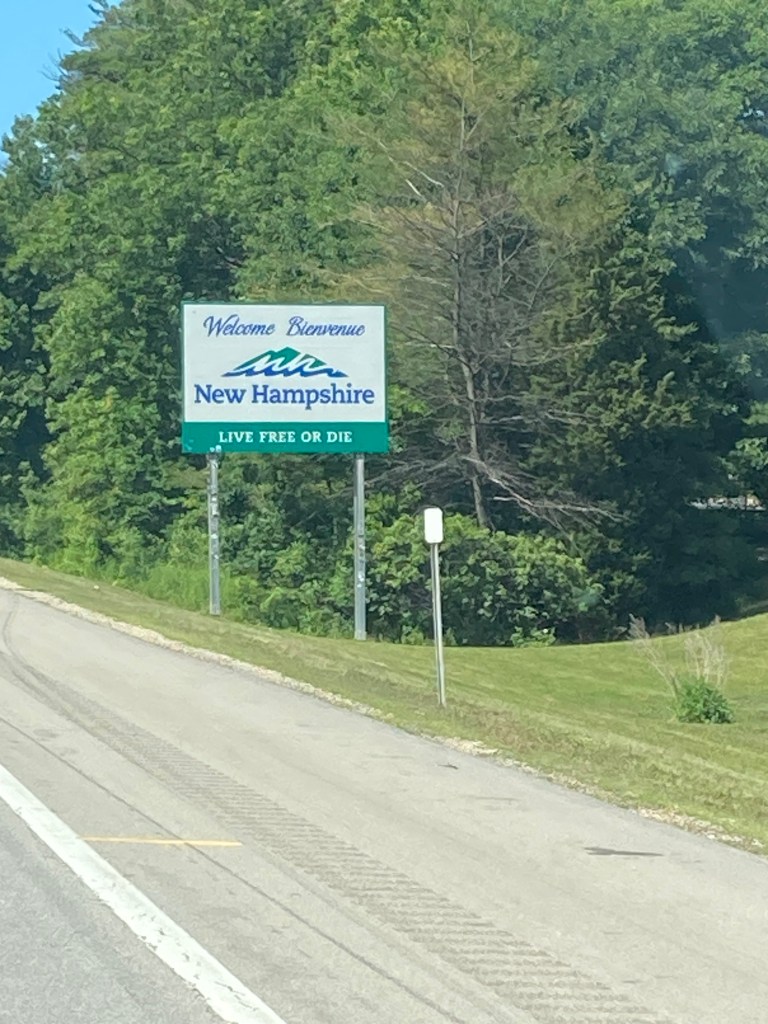 Welcome Bienvenue
New Hampshire
LIVE FREE OR DIE